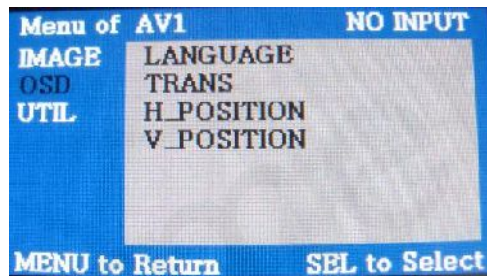 Menu of AV1 NO INPUT
IMAGE LANGUAGE
OSD TRANS
UTIL H_POSITION
V_POSITION
MENU to Return SEL to Select